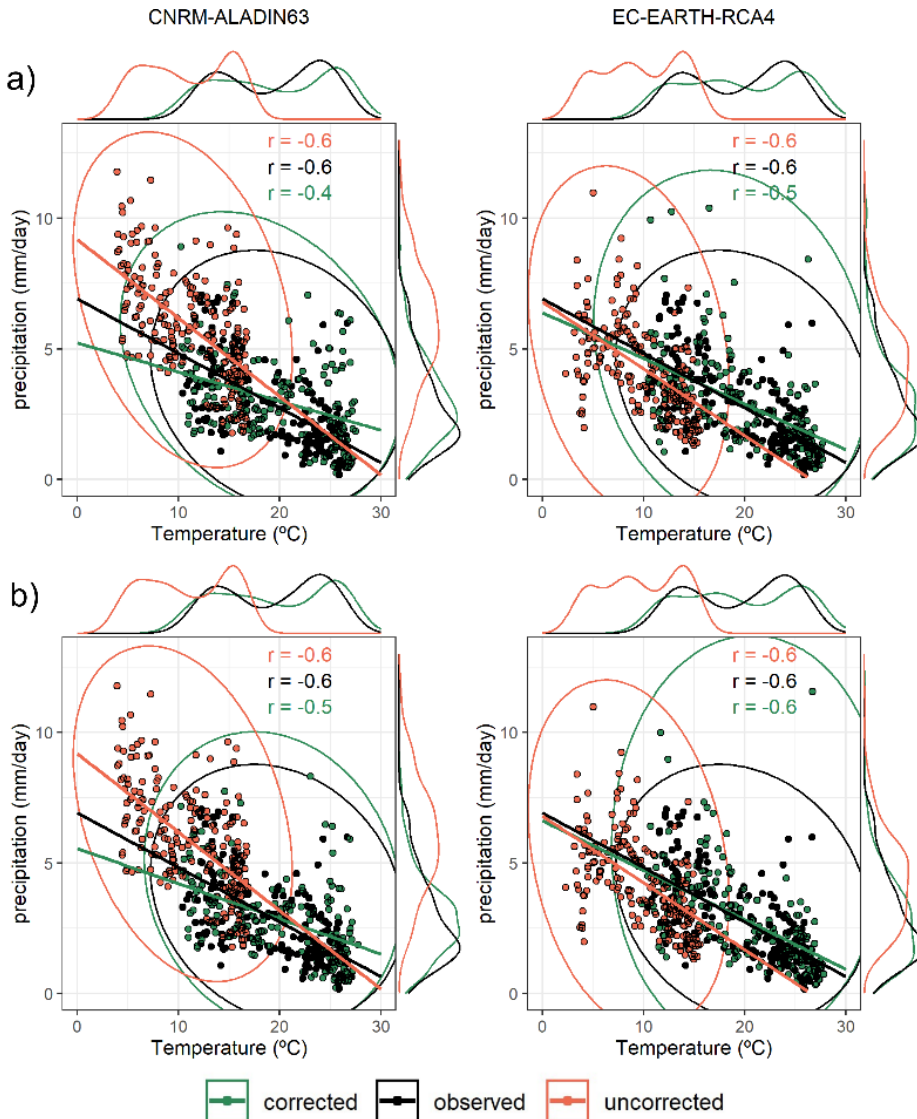 CNRM-ALADIN63 EC-EARTH-RCA4
a)
r = -0.6
r = -0.6
r = -0.4
precipitation (mm/day)
10
5
0
0 10 20 30
Temperature (ºC)
r = -0.6
r = -0.6
r = -0.5
precipitation (mm/day)
10
5
0
0 10 20 30
Temperature (ºC)
b)
r = -0.6
r = -0.6
r = -0.5
precipitation (mm/day)
10
5
0
0 10 20 30
Temperature (ºC)
r = -0.6
r = -0.6
r = -0.6
precipitation (mm/day)
10
5
0
0 10 20 30
Temperature (ºC)
corrected observed uncorrected